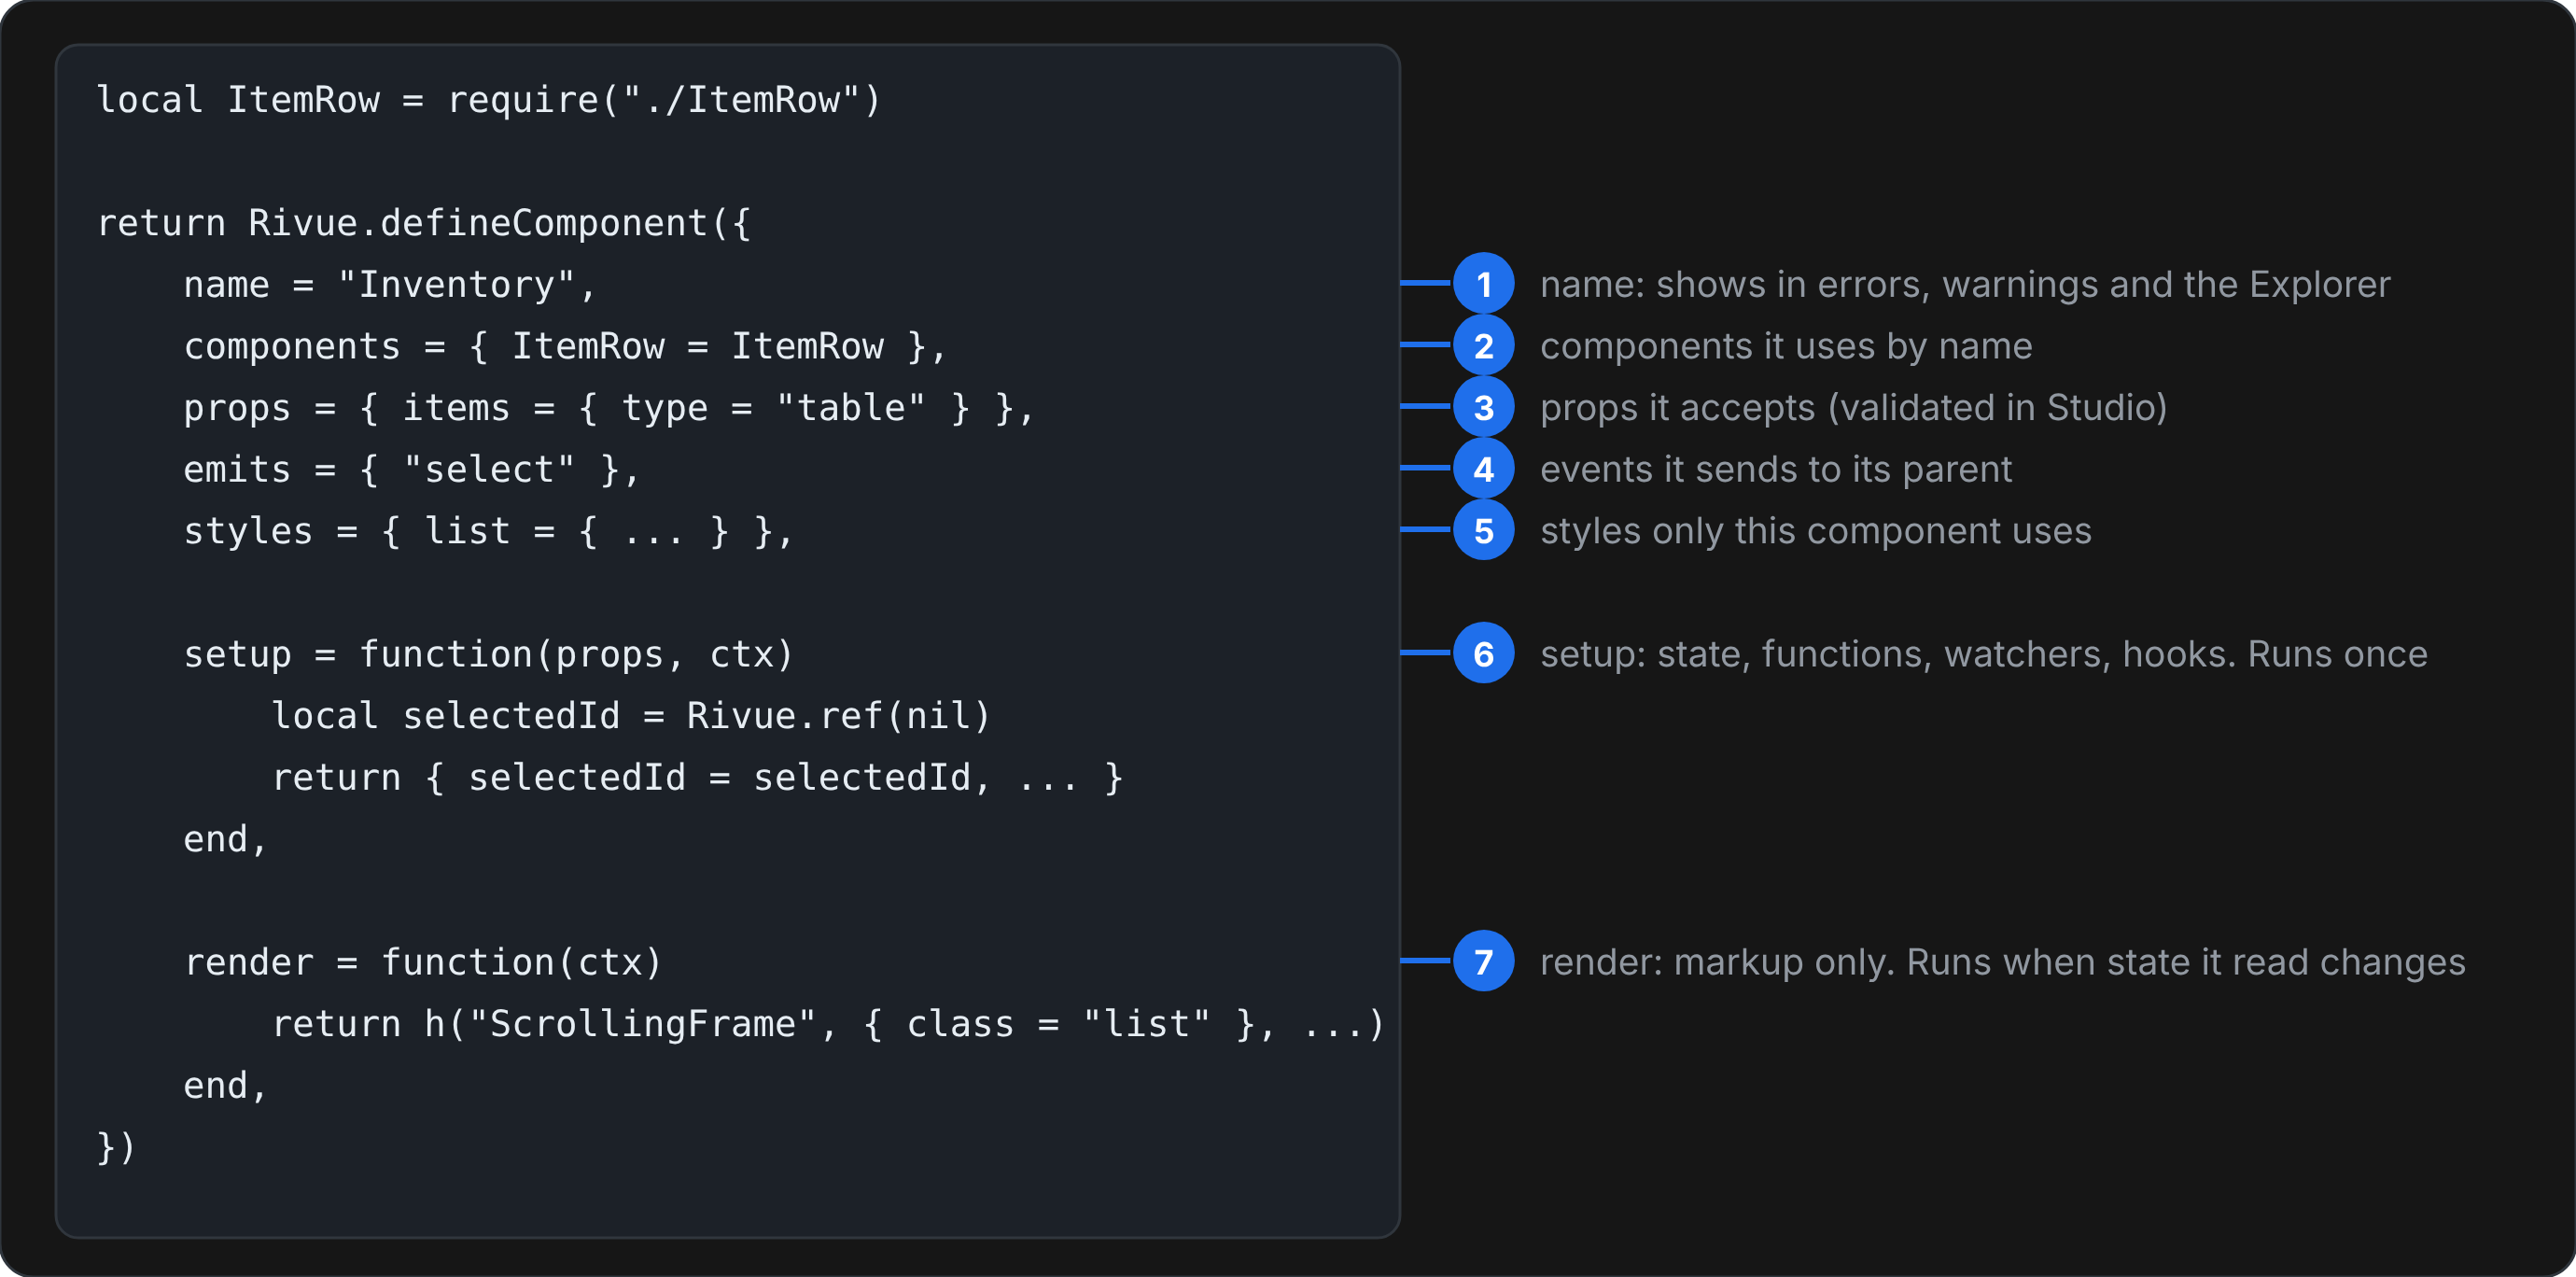 local ItemRow = require("./ItemRow")
return Rivue.defineComponent({
name = "Inventory",
1 name: shows in errors, warnings and the Explorer
components = { ItemRow = ItemRow },
2 components it uses by name
props = { items = { type = "table" } },
3 props it accepts (validated in Studio)
emits = { "select" },
4 events it sends to its parent
styles = { list = { ... } },
5 styles only this component uses
setup = function(props, ctx)
6 setup: state, functions, watchers, hooks. Runs once
local selectedId = Rivue.ref(nil)
return { selectedId = selectedId, ... }
end,
render = function(ctx)
7 render: markup only. Runs when state it read changes
return h("ScrollingFrame", { class = "list" }, ...)
end,
})